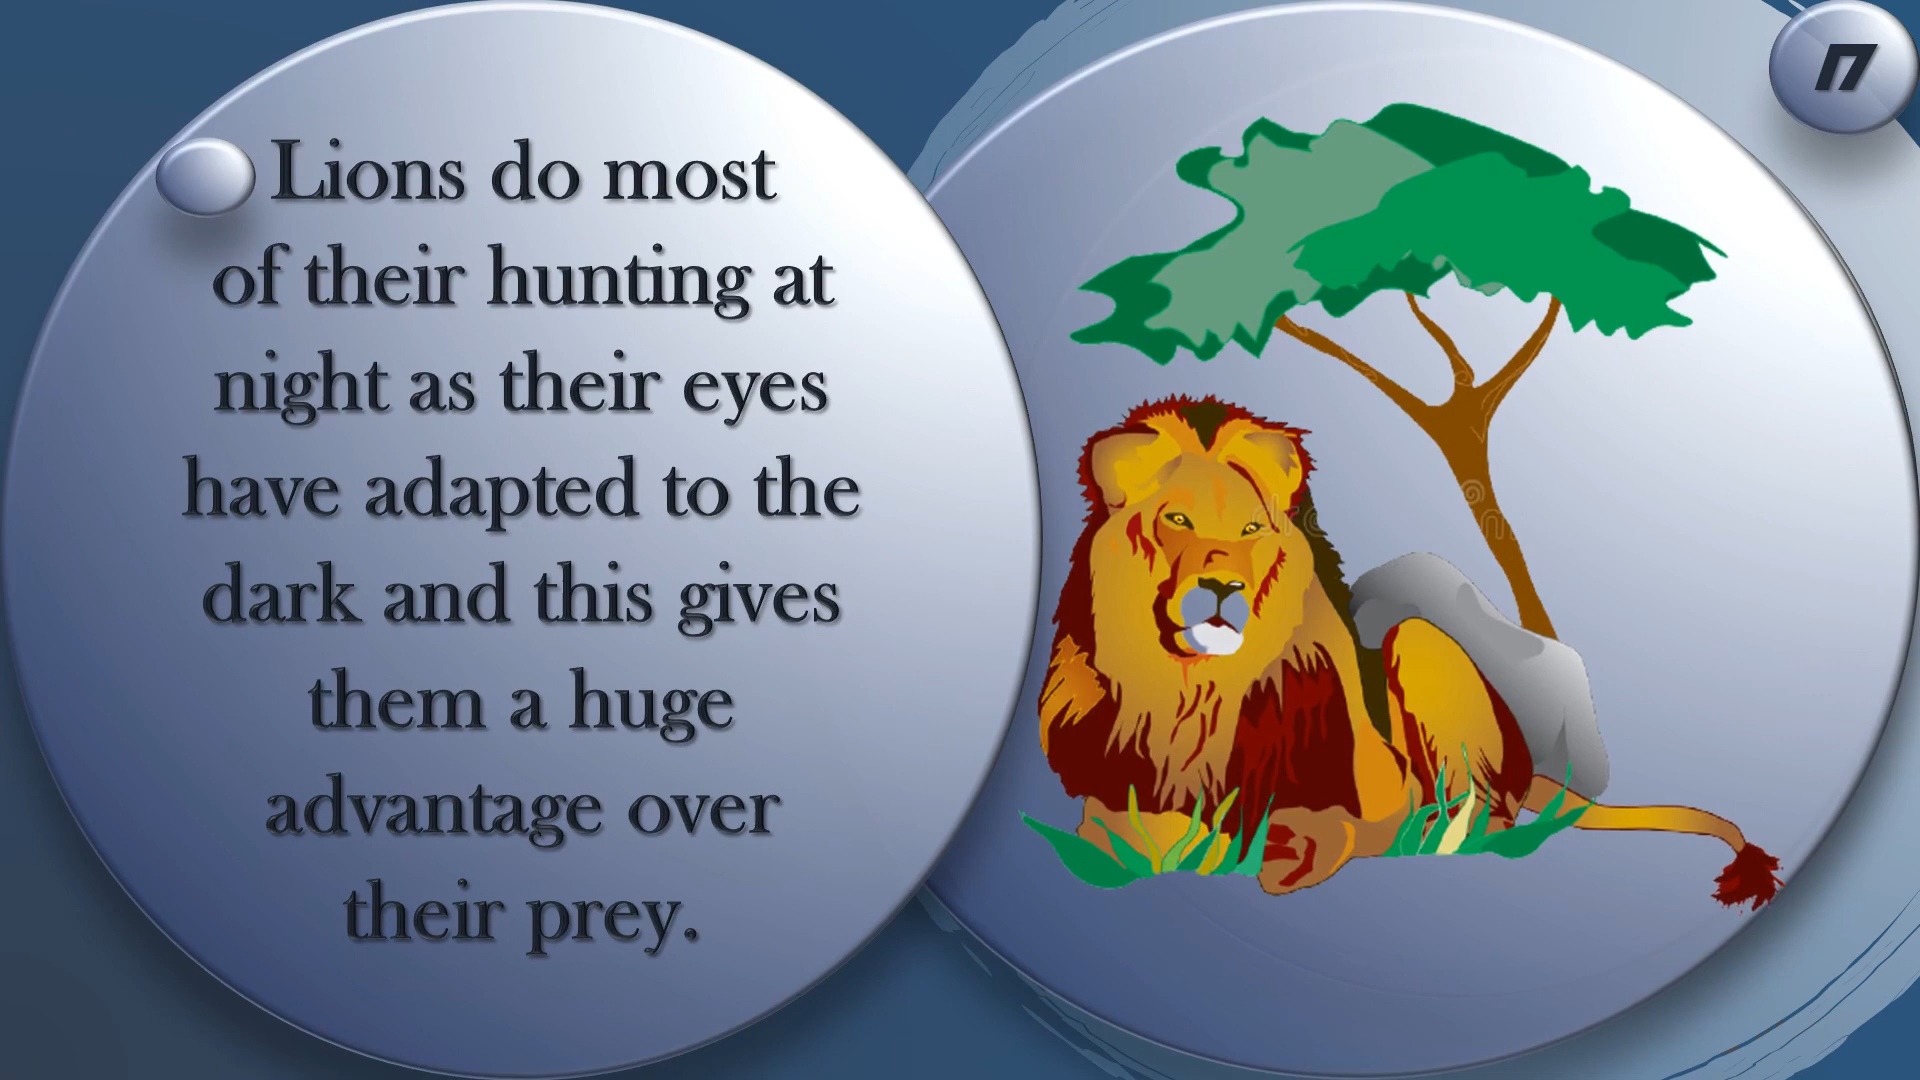 Lions do most
of their hunting at
night as their eyes
have adapted to the
dark and this gives
them a huge
advantage over
their prey.